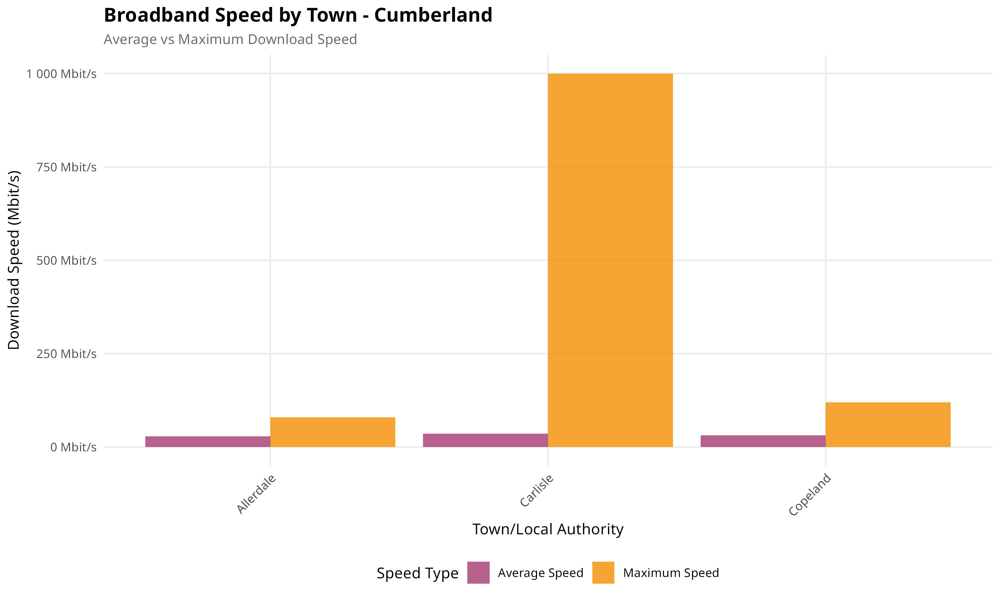 Broadband Speed by Town - Cumberland
Average vs Maximum Download Speed
Download Speed (Mbit/s)
1 000 Mbit/s
750 Mbit/s
500 Mbit/s
250 Mbit/s
0 Mbit/s
Allerdale
Carlisle
Copeland
Town/Local Authority
Speed Type
Average Speed
Maximum Speed